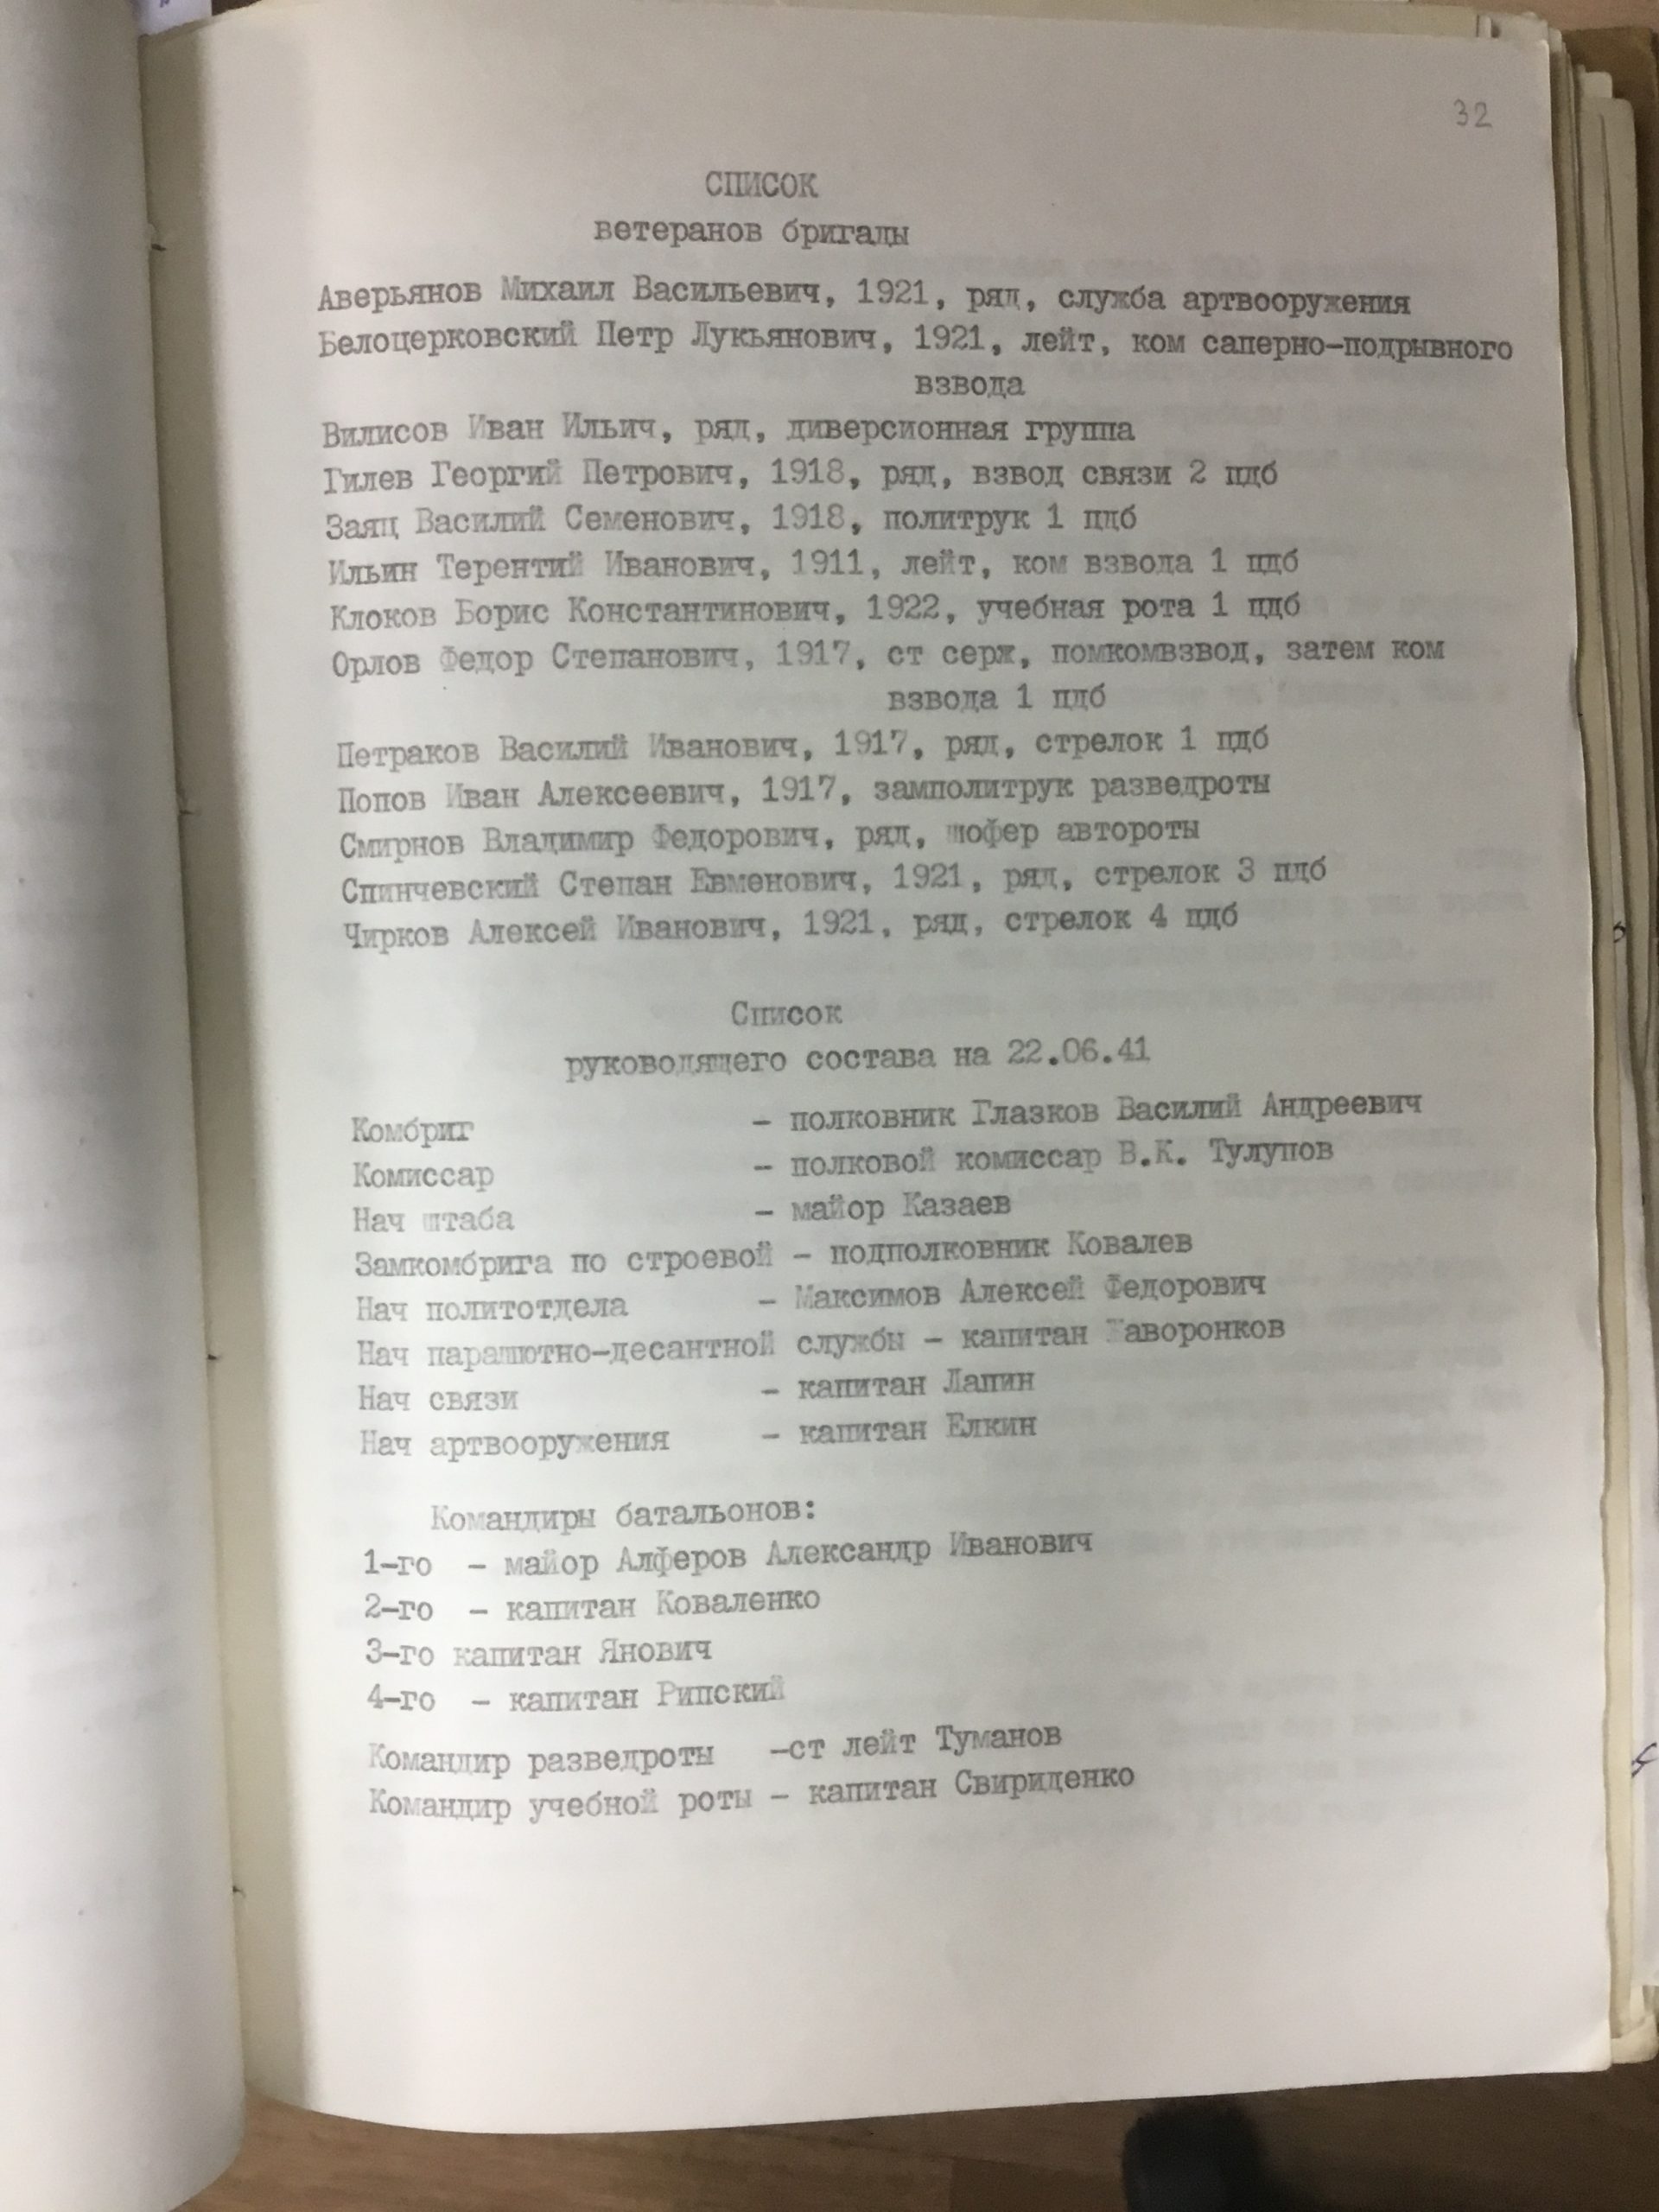 32
СПИСОК
ветеранов бригады
Аверьянов Михаил Васильевич, 1921, ряд, служба артвооружения
Белоцерковский Петр Лукьянович, 1921, лейт, ком саперно-подрывного
взвода
Вилисов Иван Ильич, ряд, диверсионная группа
Гилев Георгий Петрович, 1918, ряд, взвод связи 2 пдб
Заяц Василий Семенович, 1918, политрук 1 пдб
Ильин Терентий Иванович, 1911, лейт, ком взвода 1 пдб
Клоков Борис Константинович, 1922, учебная рота 1 пдб
Орлов Федор Степанович, 1917, ст серж, помкомвзвод, затем ком
взвода 1 пдб
Петраков Василий Иванович, 1917, ряд, стрелок 1 пдб
Попов Иван Алексеевич, 1917, замполитрук разведроты
Смирнов Владимир Федорович, ряд, шофер автороты
Спинчевский Степан Евменович, 1921, ряд, стрелок 3 пдб
Чирков Алексей Иванович, 1921, ряд, стрелок 4 пдб
Список
руководящего состава на 22.06.41
Комбриг - полковник Глазков Василий Андреевич
Комиссар - полковой комиссар В.К. Тулупов
Нач штаба - майор Казаев
Замкомбрига по строевой - подполковник Ковалев
Нач политотдела - Максимов Алексей Федорович
Нач парашютно-десантной службы - капитан Жаворонков
Нач связи - капитан Лапин
Нач артвооружения - капитан Елкин
Командиры батальонов:
1-го - майор Алферов Александр Иванович
2-го - капитан Коваленко
3-го капитан Янович
4-го - капитан Рипский
Командир разведроты -ст лейт Туманов
Командир учебной роты - капитан Свириденко